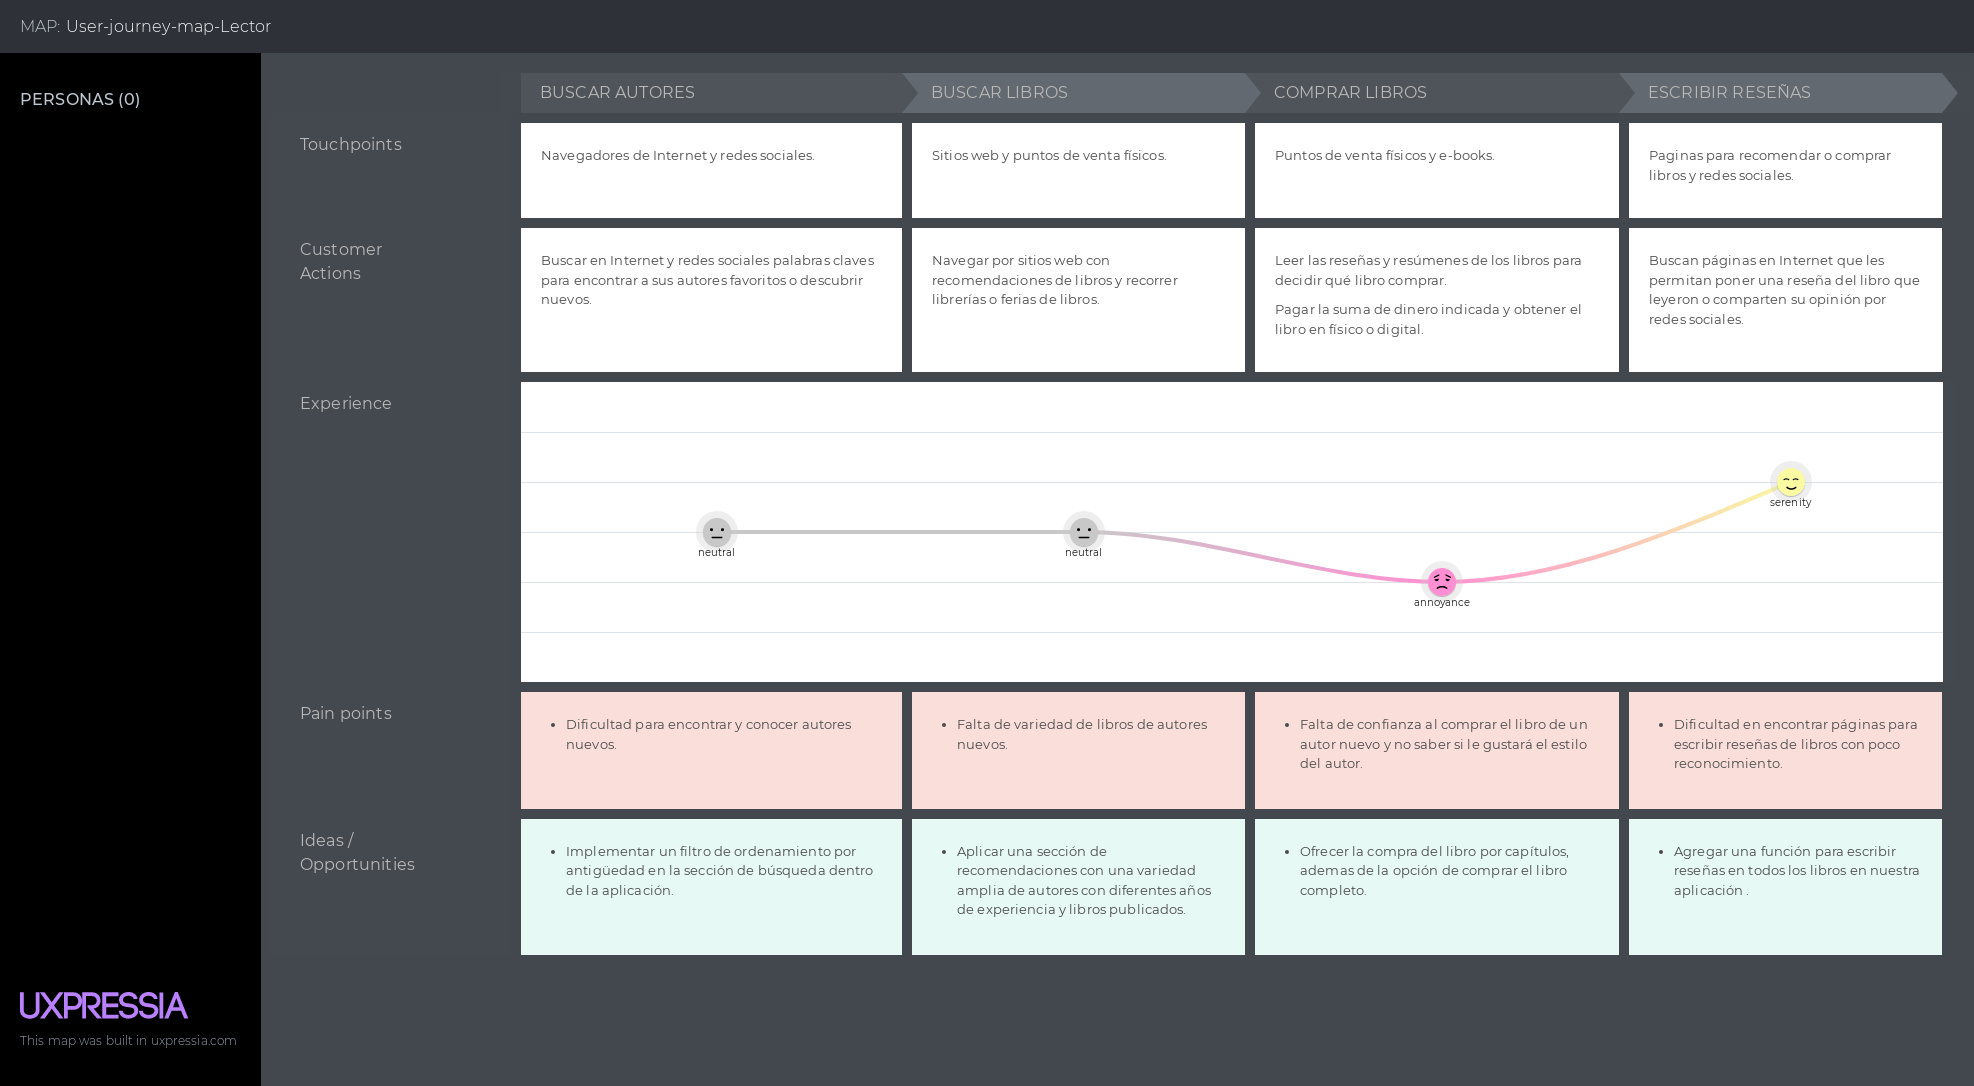 MAP: User-journey-map-Lector
PERSONAS (0)
BUSCAR AUTORES
BUSCAR LIBROS
COMPRAR LIBROS
ESCRIBIR RESEÑAS
Touchpoints
Navegadores de Internet y redes sociales.
Sitios web y puntos de venta físicos.
Puntos de venta físicos y e-books.
Paginas para recomendar o comprar
libros y redes sociales.
Customer
Actions
Buscar en Internet y redes sociales palabras claves
para encontrar a sus autores favoritos o descubrir
nuevos.
Navegar por sitios web con
recomendaciones de libros y recorrer
librerías o ferias de libros.
Leer las reseñas y resúmenes de los libros para
decidir qué libro comprar.
Pagar la suma de dinero indicada y obtener el
libro en físico o digital.
Buscan páginas en Internet que les
permitan poner una reseña del libro que
leyeron o comparten su opinión por
redes sociales.
Experience
neutral
neutral
annoyance
serenity
Pain points
• Dificultad para encontrar y conocer autores
nuevos.
• Falta de variedad de libros de autores
nuevos.
• Falta de confianza al comprar el libro de un
autor nuevo y no saber si le gustará el estilo
del autor.
• Dificultad en encontrar páginas para
escribir reseñas de libros con poco
reconocimiento.
Ideas /
Opportunities
• Implementar un filtro de ordenamiento por
antigüedad en la sección de búsqueda dentro
de la aplicación.
• Aplicar una sección de
recomendaciones con una variedad
amplia de autores con diferentes años
de experiencia y libros publicados.
• Ofrecer la compra del libro por capítulos,
ademas de la opción de comprar el libro
completo.
• Agregar una función para escribir
reseñas en todos los libros en nuestra
aplicación .
UXPRESSIA
This map was built in uxpressia.com